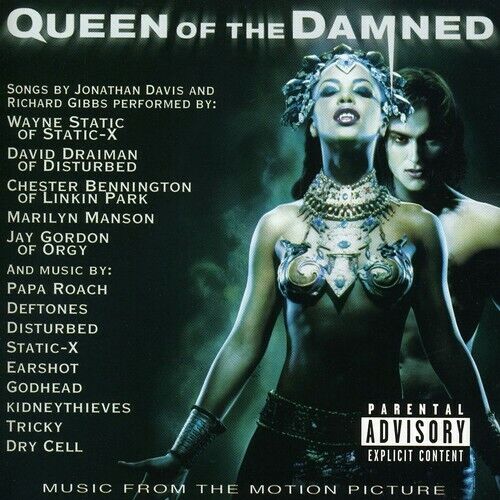 QUEEN OF THE DAMNED
SONGS BY JONATHAN DAVIS AND
RICHARD GIBBS PERFORMED BY:
WAYNE STATIC
OF STATIC-X
DAVID DRAIMAN
OF DISTURBED
CHESTER BENNINGTON
OF LINKIN PARK
MARILYN MANSON
JAY GORDON
OF ORGY
AND MUSIC BY:
PAPA ROACH
DEFTONES
DISTURBED
STATIC-X
EARSHOT
GODHEAD
KIDNEYTHIEVES
TRICKY
DRY CELL
PARENTAL
ADVISORY
EXPLICIT CONTENT
MUSIC FROM THE MOTION PICTURE